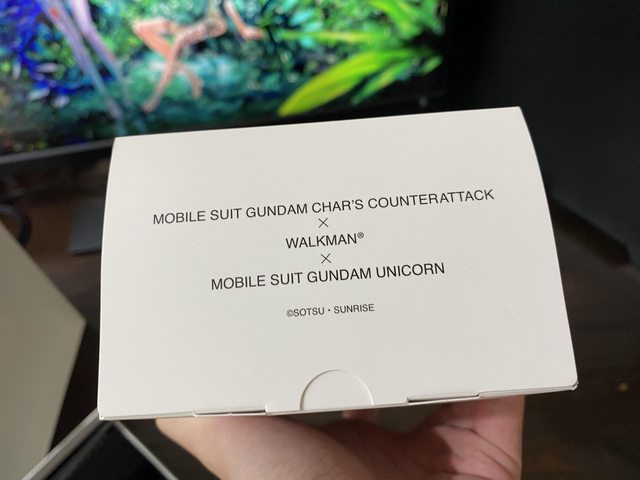 MOBILE SUIT GUNDAM CHAR'S COUNTERATTACK
×
WALKMAN®
×
MOBILE SUIT GUNDAM UNICORN
©SOTSU・SUNRISE